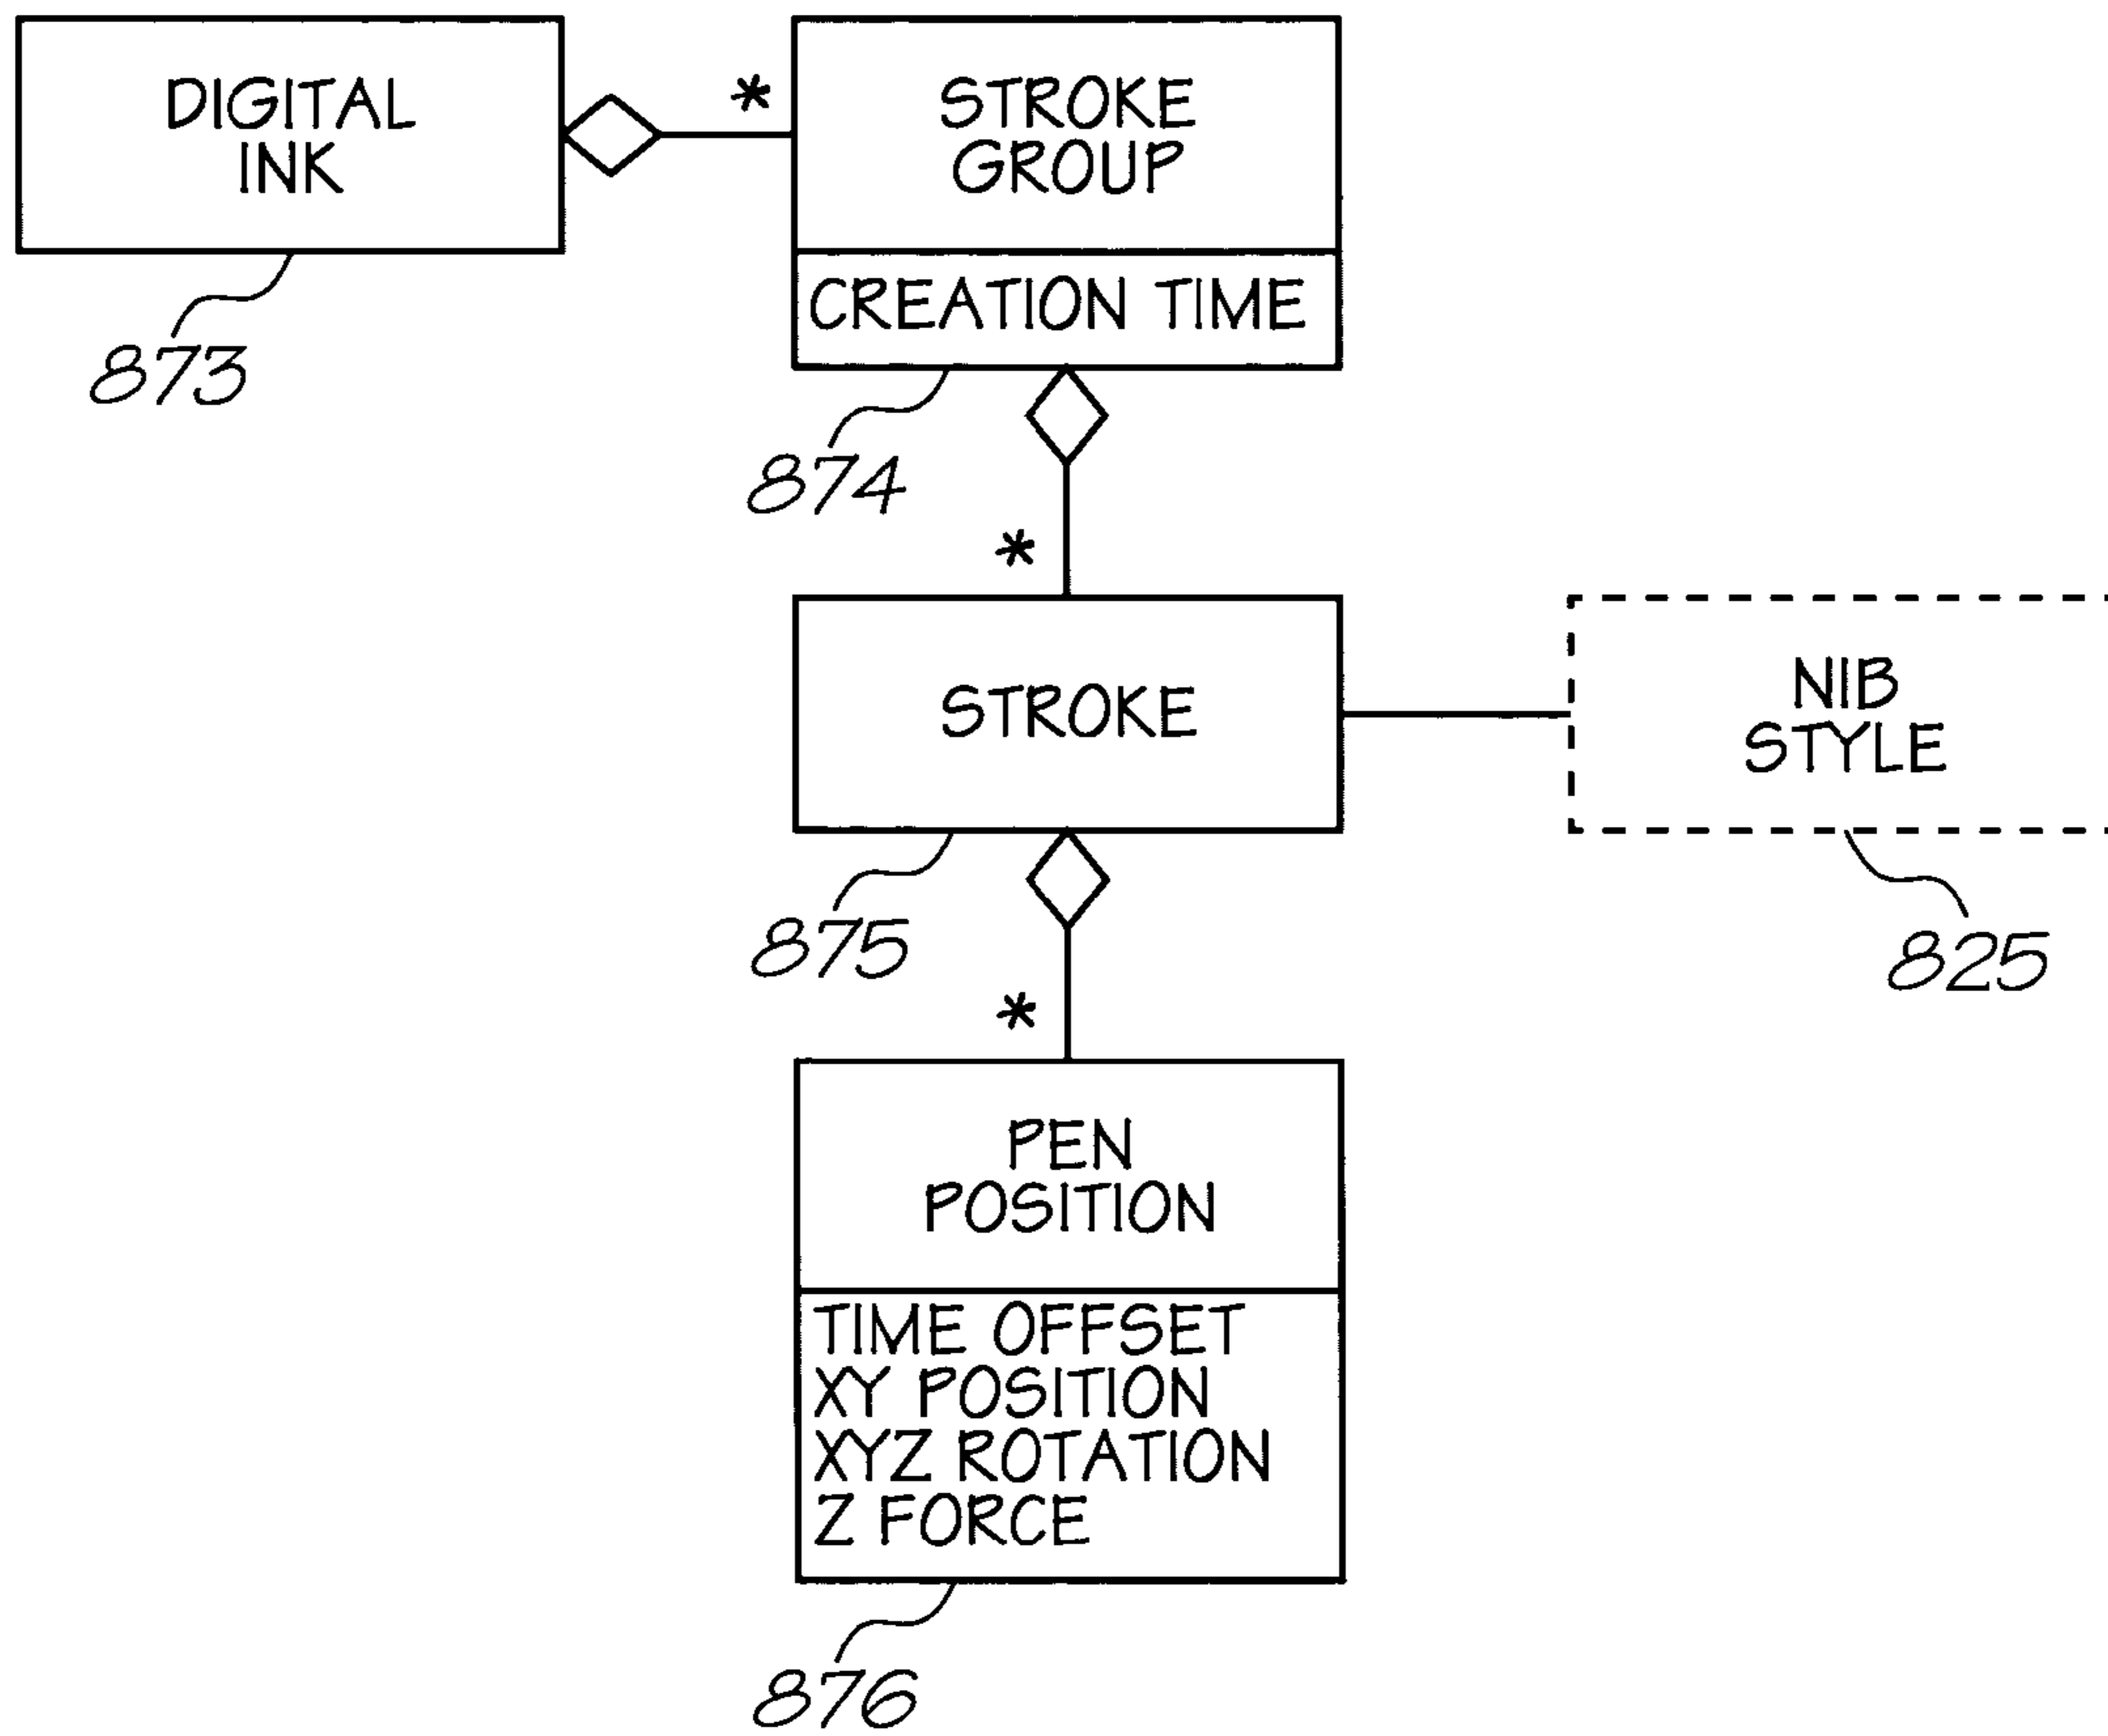 DIGITAL
INK
*
STROKE
GROUP
CREATION TIME
873
874
*
STROKE
NIB
STYLE
875
825
*
PEN
POSITION
TIME OFFSET
XY POSITION
XYZ ROTATION
Z FORCE
876